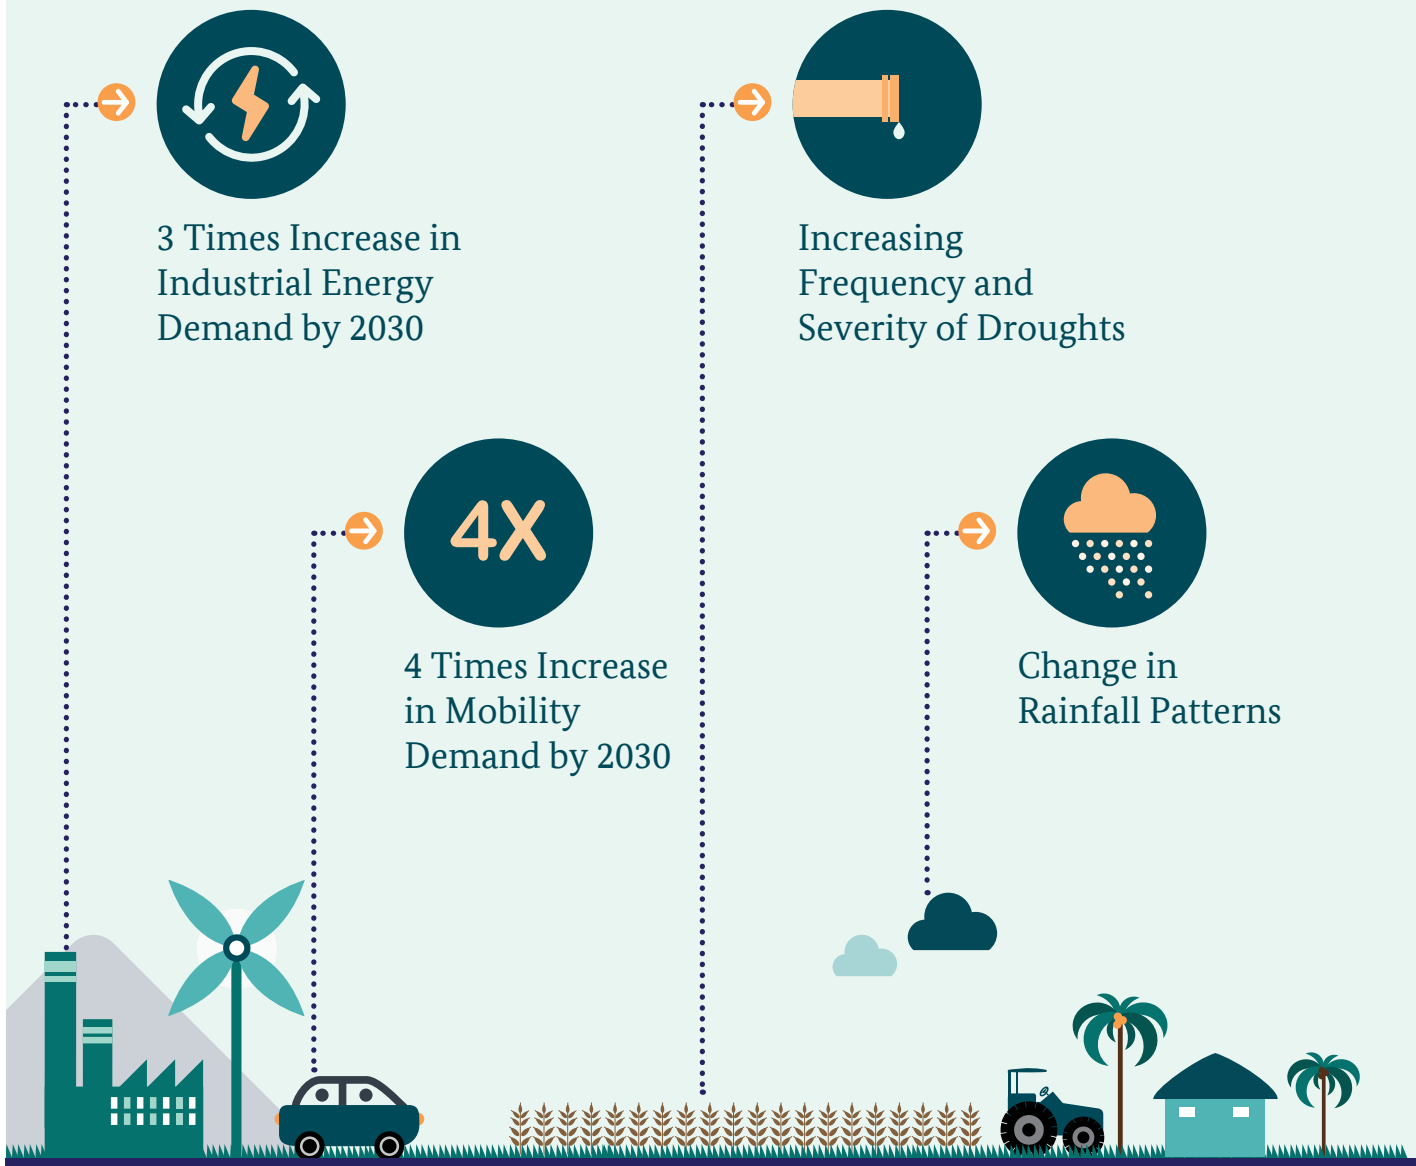 3 Times Increase in
Industrial Energy
Demand by 2030
Increasing
Frequency and
Severity of Droughts
4X
4 Times Increase
in Mobility
Demand by 2030
Change in
Rainfall Patterns